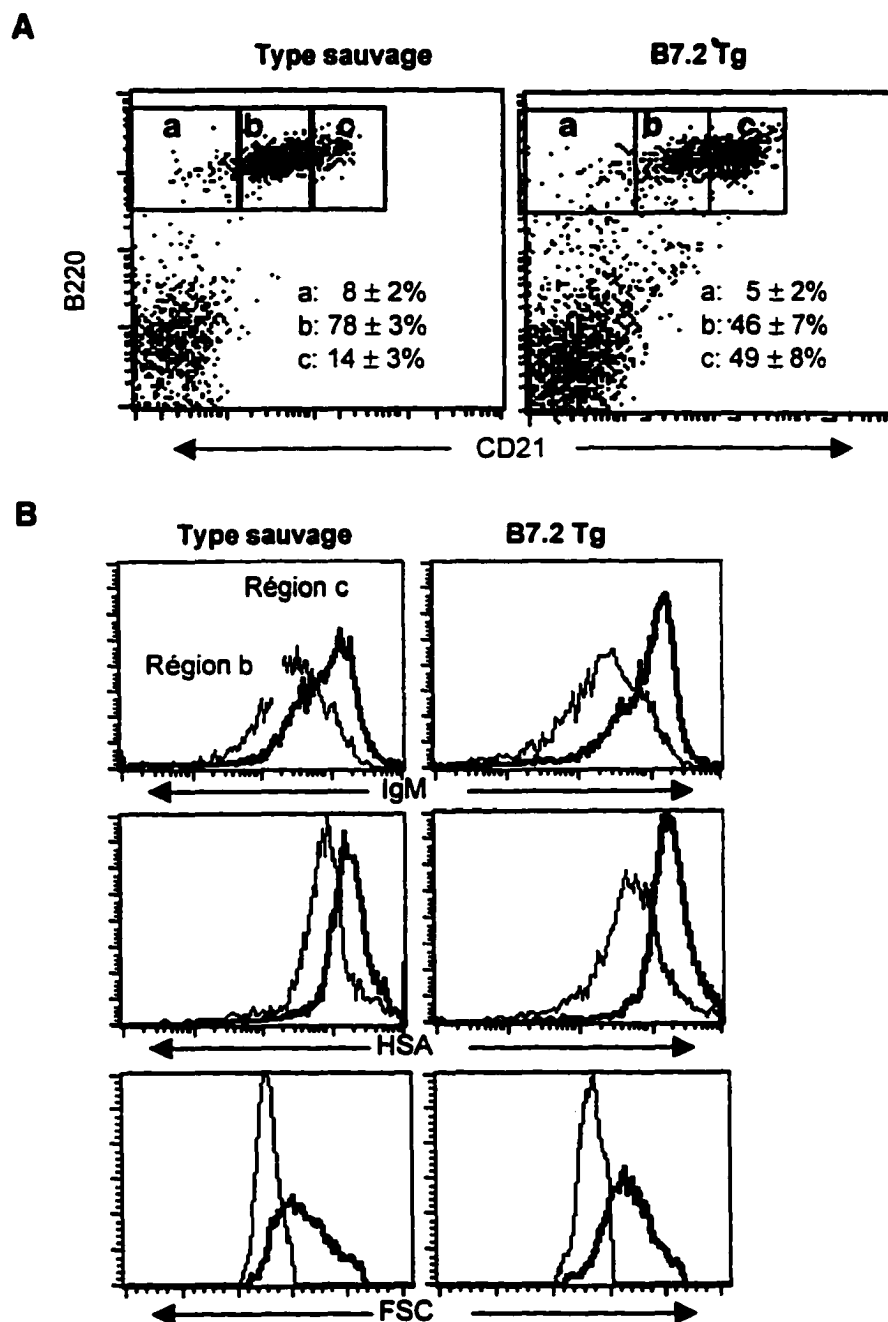 A
Type sauvage
B7.2 Tg
B220
a
b
c
a: 8 ± 2%
b: 78 ± 3%
c: 14 ± 3%
a
b
c
a: 5 ± 2%
b: 46 ± 7%
c: 49 ± 8%
CD21
B
Type sauvage
B7.2 Tg
Région c
Région b
IgM
HSA
FSC